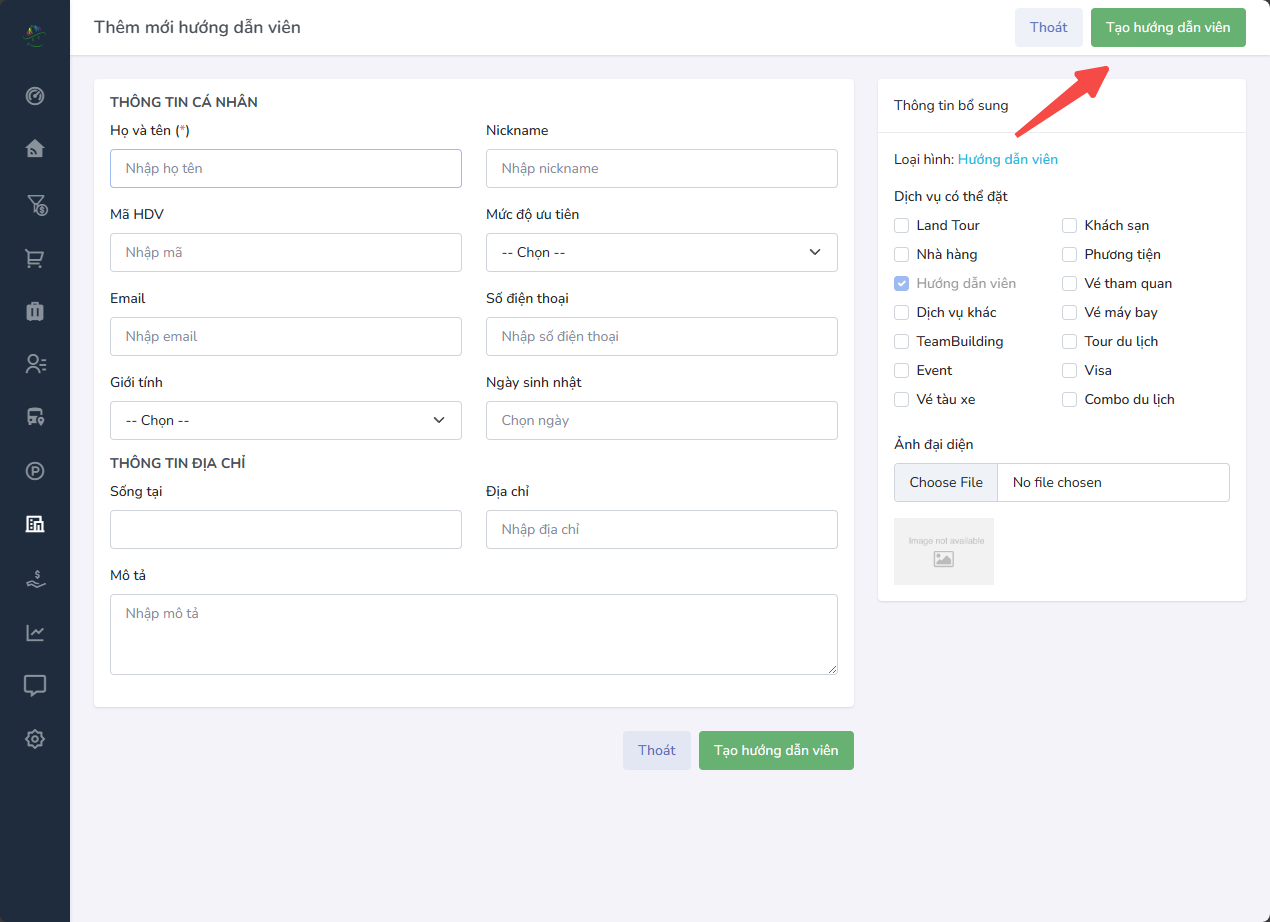 Thêm mới hướng dẫn viên
Thoát
Tạo hướng dẫn viên
THÔNG TIN CÁ NHÂN
Họ và tên (*)
Nickname
Nhập họ tên
Nhập nickname
Mã HDV
Mức độ ưu tiên
Nhập mã
-- Chọn --
Email
Số điện thoại
Nhập email
Nhập số điện thoại
Giới tính
Ngày sinh nhật
-- Chọn --
Chọn ngày
THÔNG TIN ĐỊA CHỈ
Sống tại
Địa chỉ
Nhập địa chỉ
Mô tả
Nhập mô tả
Thoát
Tạo hướng dẫn viên
Thông tin bổ sung
Loại hình: Hướng dẫn viên
Dịch vụ có thể đặt
Land Tour
Khách sạn
Nhà hàng
Phương tiện
Hướng dẫn viên
Vé tham quan
Dịch vụ khác
Vé máy bay
TeamBuilding
Tour du lịch
Event
Visa
Vé tàu xe
Combo du lịch
Ảnh đại diện
Choose File
No file chosen
Image not available